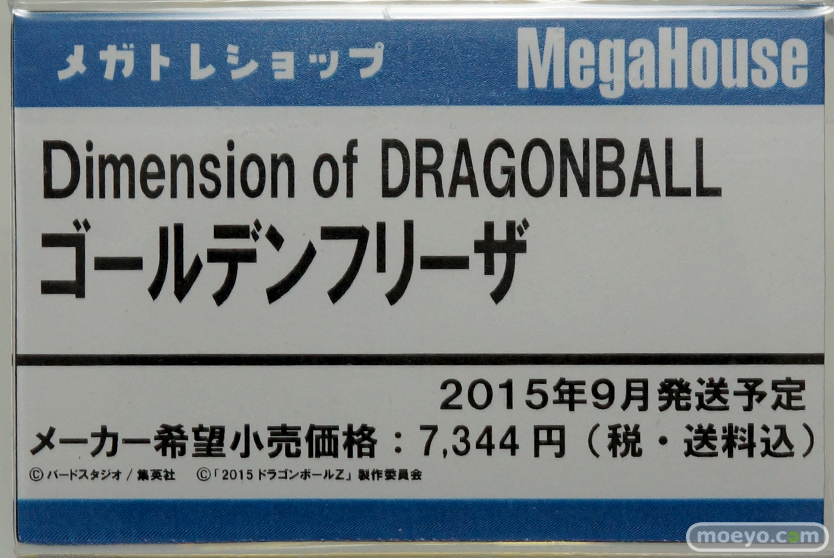 メガトレショップ MegaHouse
Dimension of DRAGONBALL
ゴールデンフリーザ
2015年9月発送予定
メーカー希望小売価格：7,344円（税・送料込）
©バードスタジオ / 集英社 ©「2015 ドラゴンボールZ」製作委員会
moeyo.com